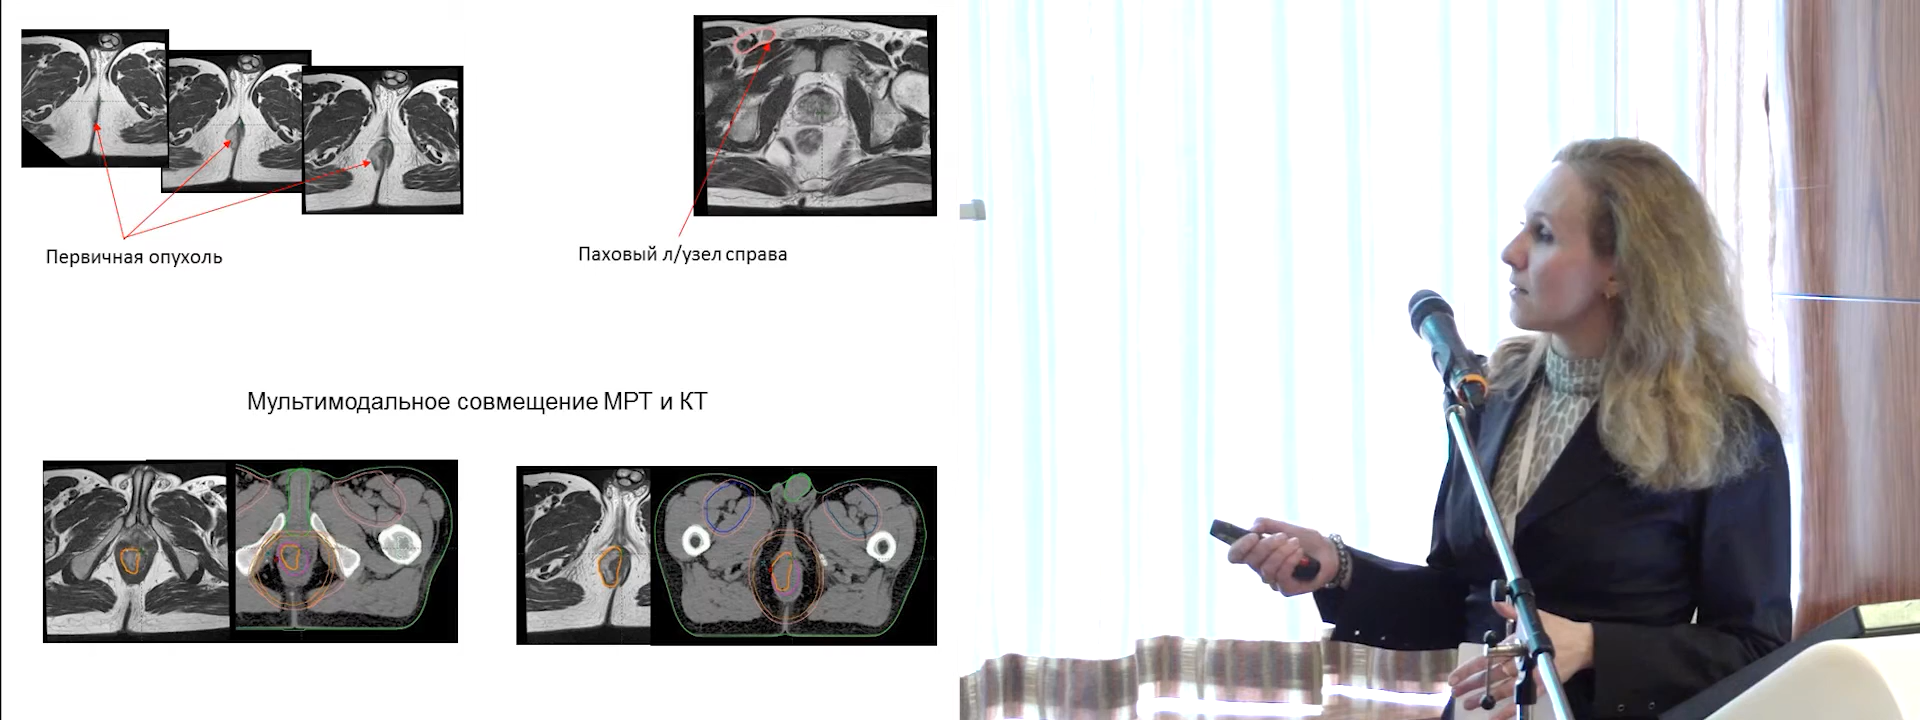 Первичная опухоль
Паховый л/узел справа
Мультимодальное совмещение МРТ и КТ